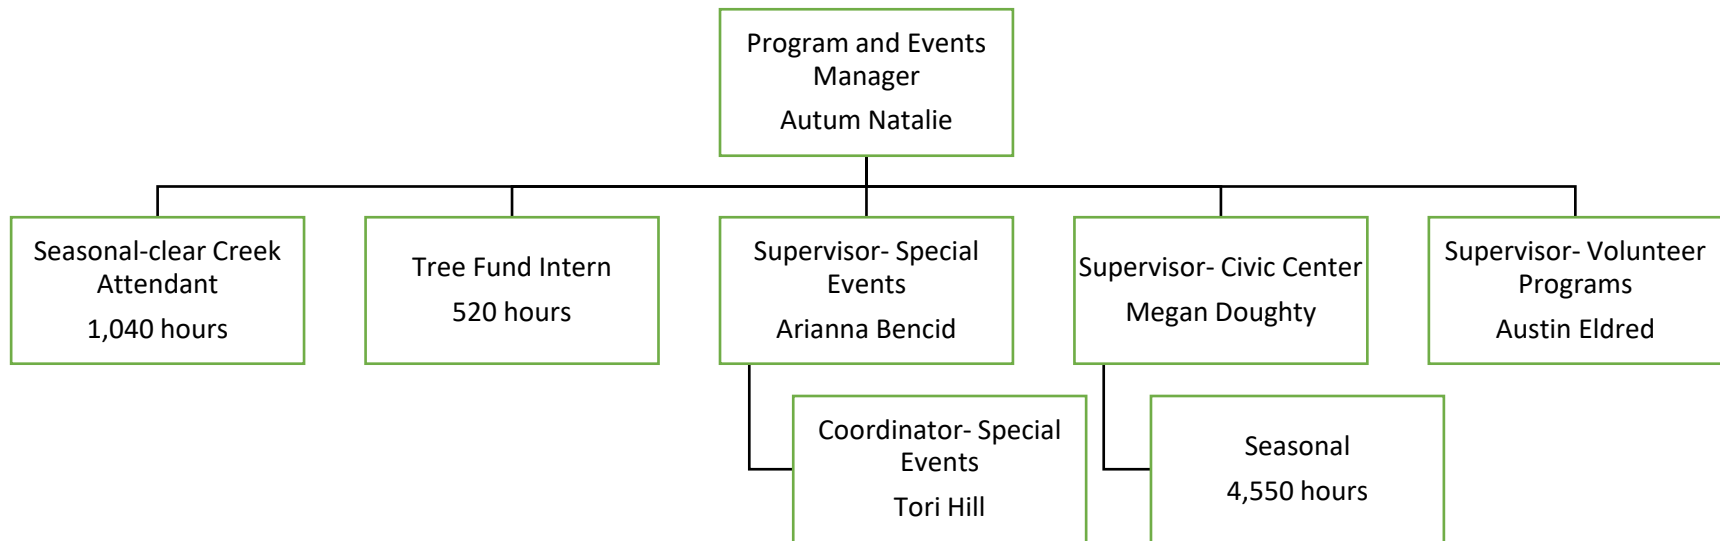 Program and Events
Manager
Autum Natalie
Seasonal-clear Creek
Attendant
1,040 hours
Tree Fund Intern
520 hours
Supervisor- Special
Events
Arianna Bencid
Supervisor- Civic Center
Megan Doughty
Supervisor- Volunteer
Programs
Austin Eldred
Coordinator- Special
Events
Tori Hill
Seasonal
4,550 hours